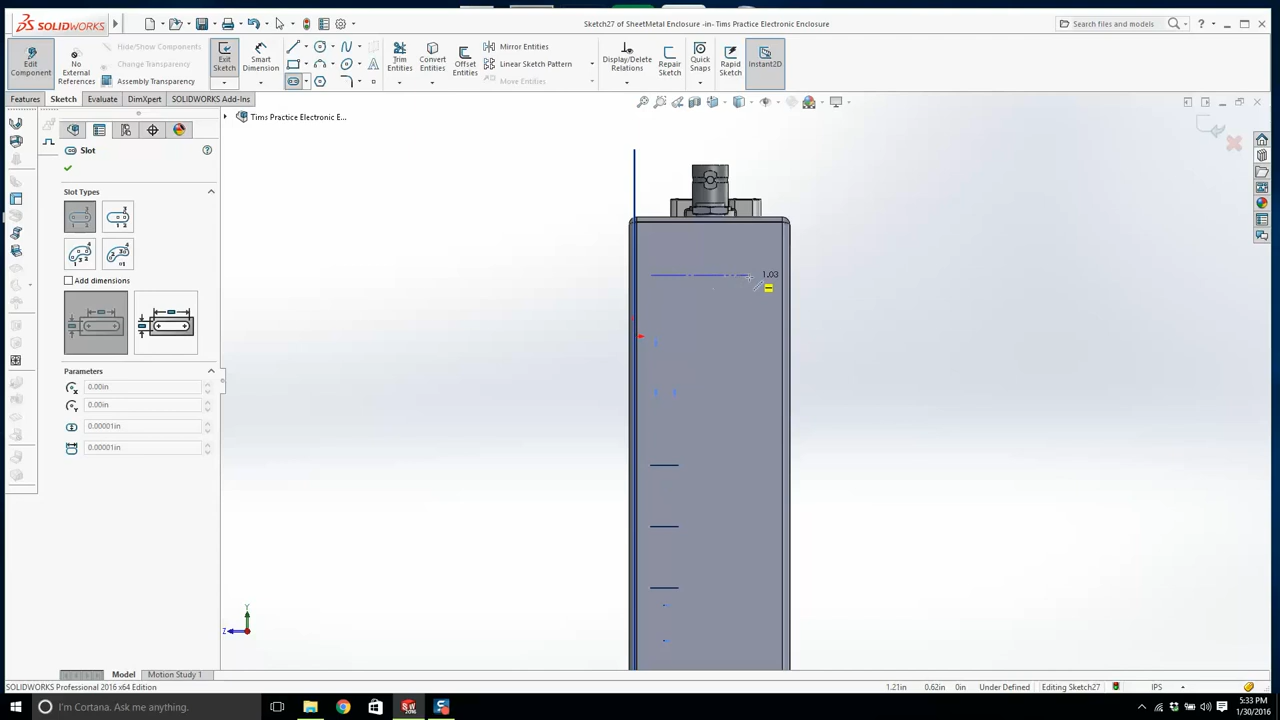 SOLIDWORKS
Sketch27 of SheetMetal Enclosure -in- Tims Practice Electronic Enclosure
Search files and models
Edit Component
No External References
Hide/Show Components
Change Transparency
Assembly Transparency
Exit Sketch
Smart Dimension
Trim Entities
Convert Entities
Offset Entities
Mirror Entities
Linear Sketch Pattern
Move Entities
Display/Delete Relations
Repair Sketch
Quick Snaps
Rapid Sketch
Instant2D
Features
Sketch
Evaluate
DimXpert
SOLIDWORKS Add-Ins
Tims Practice Electronic E...
Slot
Slot Types
Add dimensions
Parameters
0.00in
0.00in
0.00001in
0.00001in
1.03
Y
Z
Model
Motion Study 1
SOLIDWORKS Professional 2016 x64 Edition
1.21in
0.62in
0in
Under Defined
Editing Sketch27
IPS
I'm Cortana. Ask me anything.
5:33 PM
1/30/2016